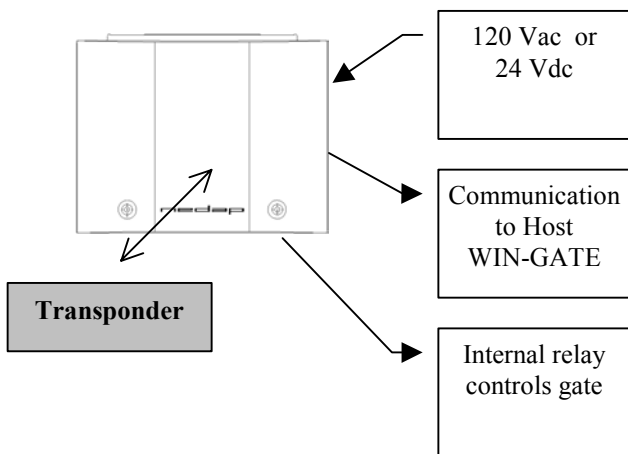 120 Vac or
24 Vdc
nedap
Communication
to Host
WIN-GATE
Transponder
Internal relay
controls gate